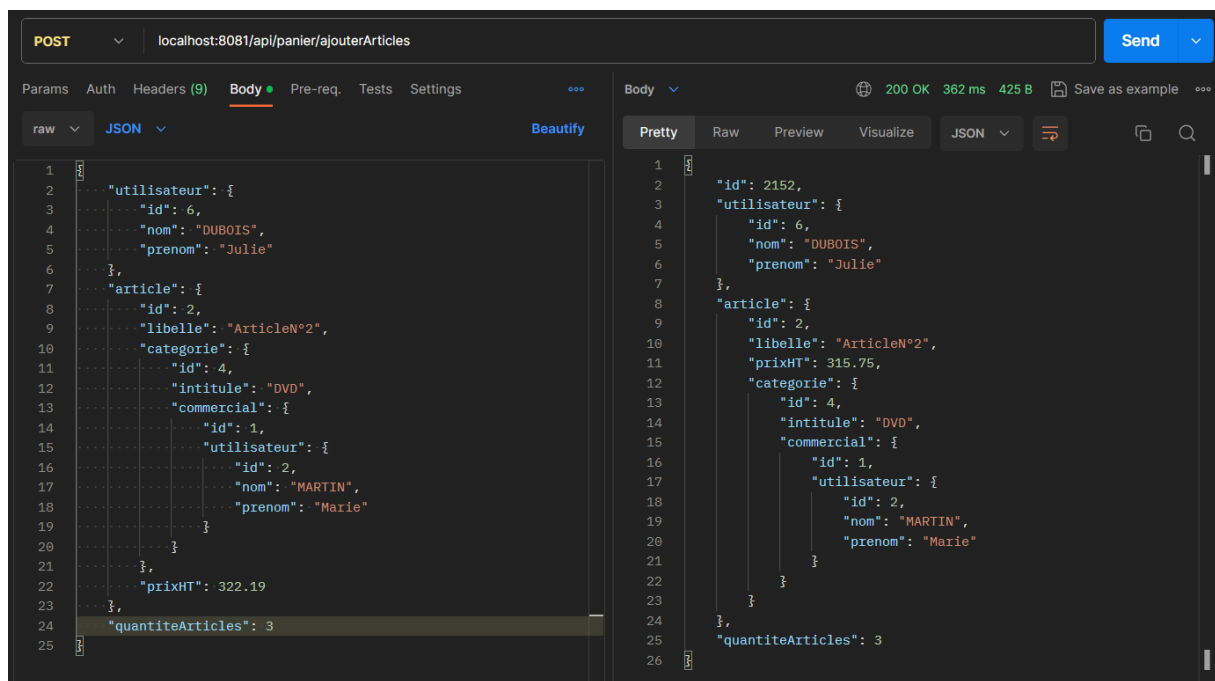 POST localhost:8081/api/panier/ajouterArticles Send
Params Auth Headers (9) Body Pre-req. Tests Settings
raw JSON Beautify
1 {
2 "utilisateur": {
3 "id": 6,
4 "nom": "DUBOIS",
5 "prenom": "Julie"
6 },
7 "article": {
8 "id": 2,
9 "libelle": "ArticleN°2",
10 "categorie": {
11 "id": 4,
12 "intitule": "DVD",
13 "commercial": {
14 "id": 1,
15 "utilisateur": {
16 "id": 2,
17 "nom": "MARTIN",
18 "prenom": "Marie"
19 }
20 }
21 },
22 "prixHT": 322.19
23 },
24 "quantiteArticles": 3
25 }
Body 200 OK 362 ms 425 B Save as example
Pretty Raw Preview Visualize JSON
1 {
2 "id": 2152,
3 "utilisateur": {
4 "id": 6,
5 "nom": "DUBOIS",
6 "prenom": "Julie"
7 },
8 "article": {
9 "id": 2,
10 "libelle": "ArticleN°2",
11 "prixHT": 315.75,
12 "categorie": {
13 "id": 4,
14 "intitule": "DVD",
15 "commercial": {
16 "id": 1,
17 "utilisateur": {
18 "id": 2,
19 "nom": "MARTIN",
20 "prenom": "Marie"
21 }
22 }
23 }
24 },
25 "quantiteArticles": 3
26 }